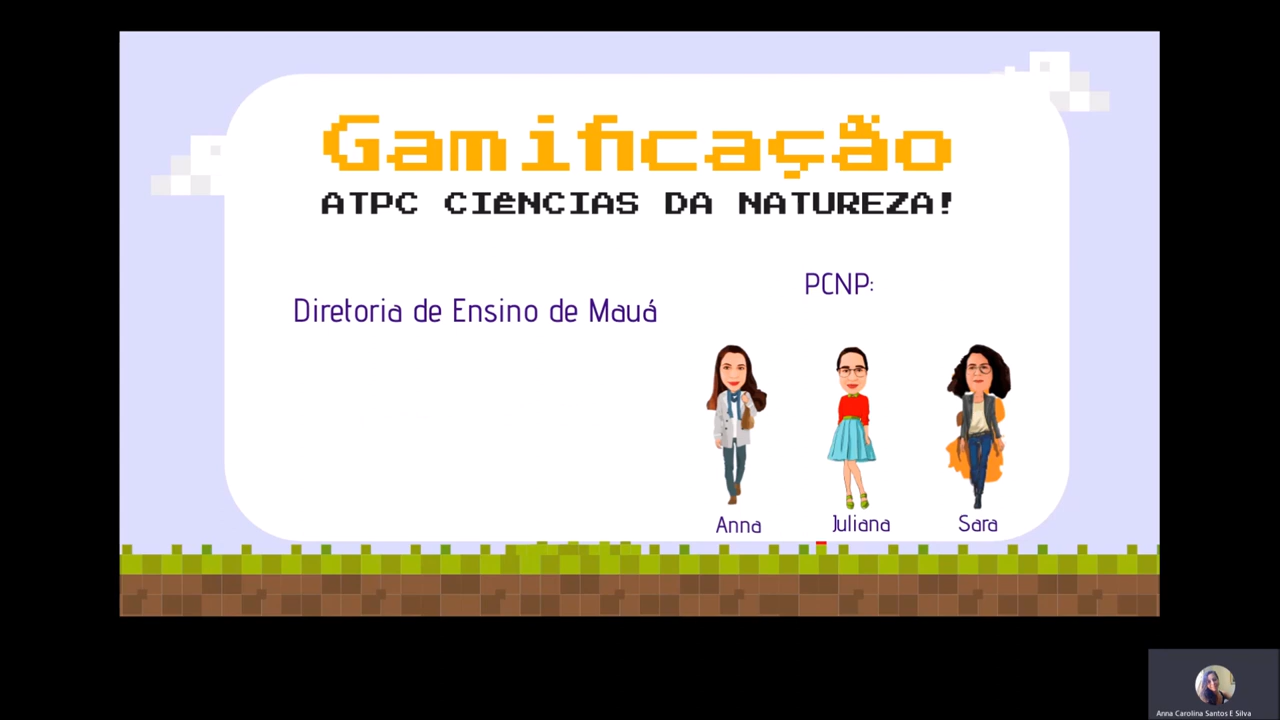 Gamificação
ATPC CIÊNCIAS DA NATUREZA!
Diretoria de Ensino de Mauá
PCNP:
Anna
Juliana
Sara
Anna Carolina Santos E Silva